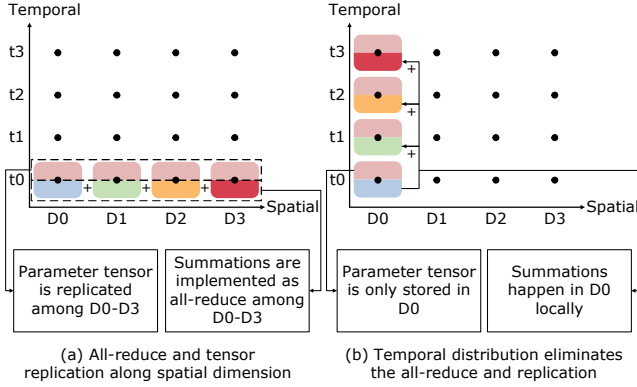 Temporal
t3
t2
t1
t0
+ + +
D0 D1 D2 D3
Spatial
Parameter tensor
is replicated
among D0-D3
Summations are
implemented as
all-reduce among
D0-D3
(a) All-reduce and tensor
replication along spatial dimension
Temporal
t3
+
t2
+
t1
+
t0
D0 D1 D2 D3
Spatial
Parameter tensor
is only stored in
D0
Summations
happen in D0
locally
(b) Temporal distribution eliminates
the all-reduce and replication